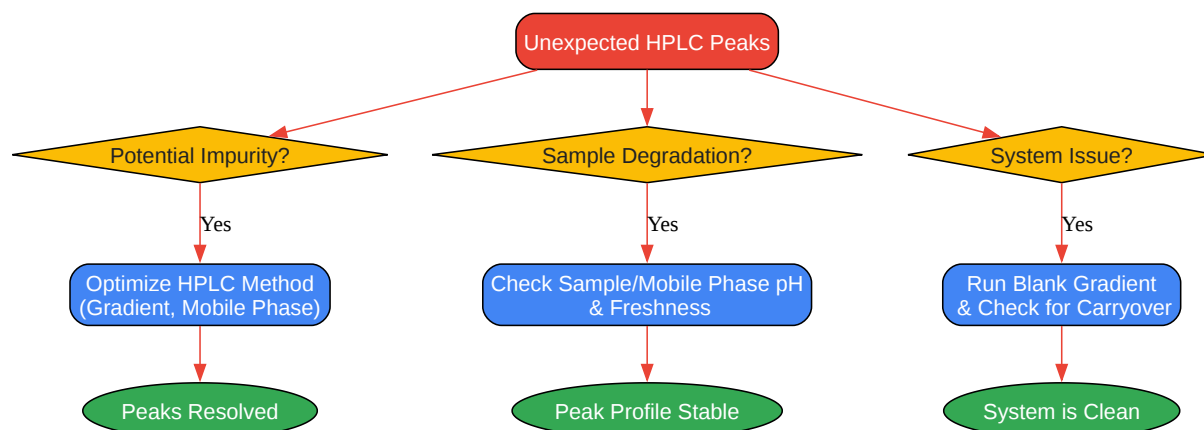 Unexpected HPLC Peaks
Potential Impurity?
Sample Degradation?
System Issue?
Yes
Yes
Yes
Optimize HPLC Method
(Gradient, Mobile Phase)
Check Sample/Mobile Phase pH
& Freshness
Run Blank Gradient
& Check for Carryover
Peaks Resolved
Peak Profile Stable
System is Clean